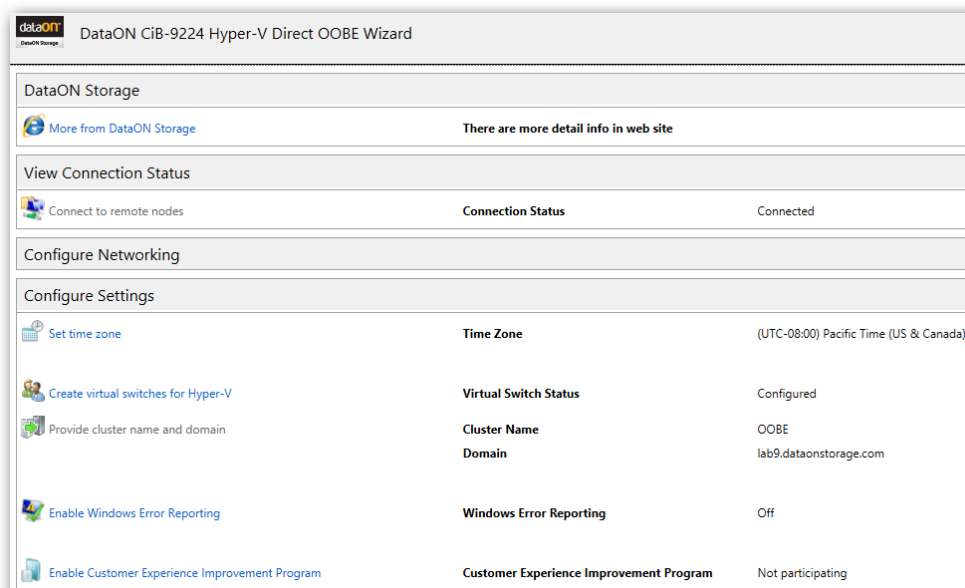 dataON
DataON Storage
DataON CiB-9224 Hyper-V Direct OOBE Wizard
DataON Storage
More from DataON Storage There are more detail info in web site
View Connection Status
Connect to remote nodes Connection Status Connected
Configure Networking
Configure Settings
Set time zone Time Zone (UTC-08:00) Pacific Time (US & Canada)
Create virtual switches for Hyper-V Virtual Switch Status Configured
Provide cluster name and domain Cluster Name OOBE
Domain lab9.dataonstorage.com
Enable Windows Error Reporting Windows Error Reporting Off
Enable Customer Experience Improvement Program Customer Experience Improvement Program Not participating